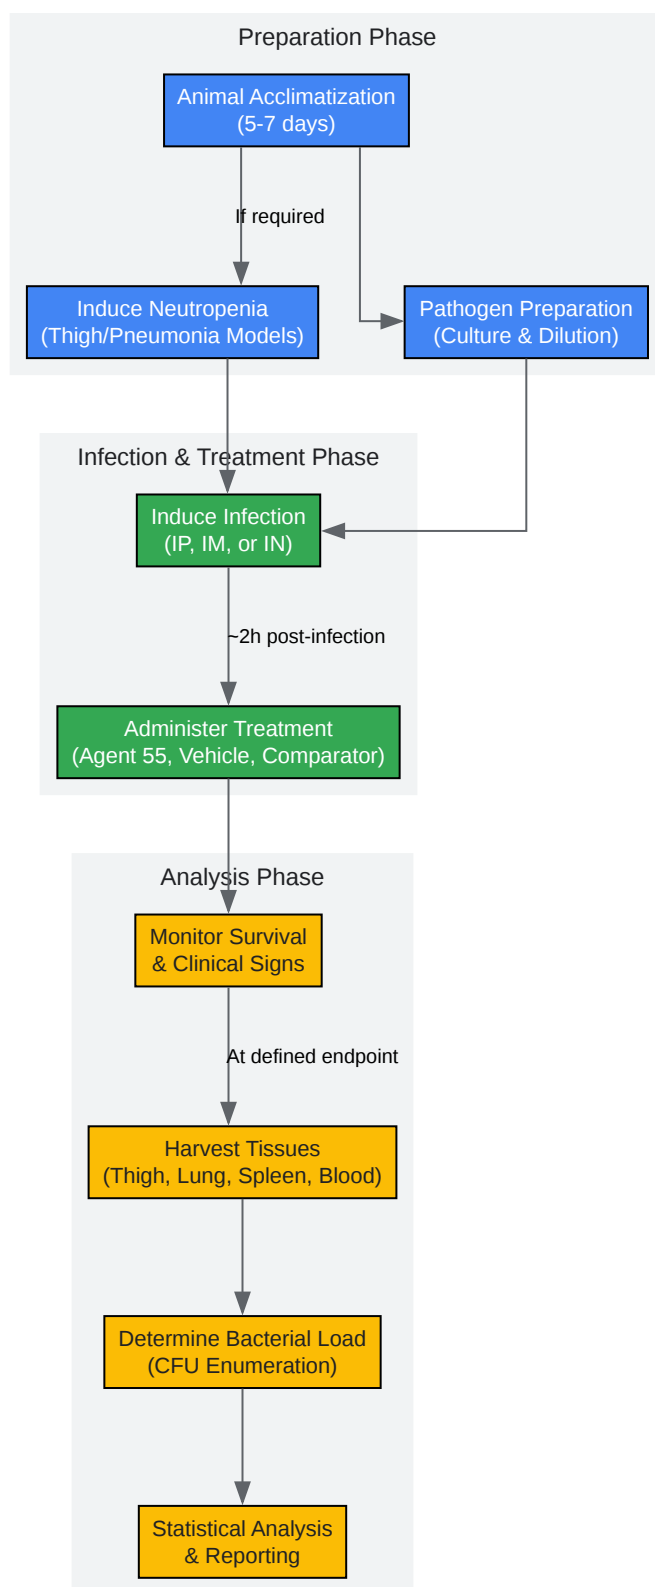 Preparation Phase
Animal Acclimatization
(5-7 days)
If required
Induce Neutropenia
(Thigh/Pneumonia Models)
Pathogen Preparation
(Culture & Dilution)
Infection & Treatment Phase
Induce Infection
(IP, IM, or IN)
~2h post-infection
Administer Treatment
(Agent 55, Vehicle, Comparator)
Analysis Phase
Monitor Survival
& Clinical Signs
At defined endpoint
Harvest Tissues
(Thigh, Lung, Spleen, Blood)
Determine Bacterial Load
(CFU Enumeration)
Statistical Analysis
& Reporting